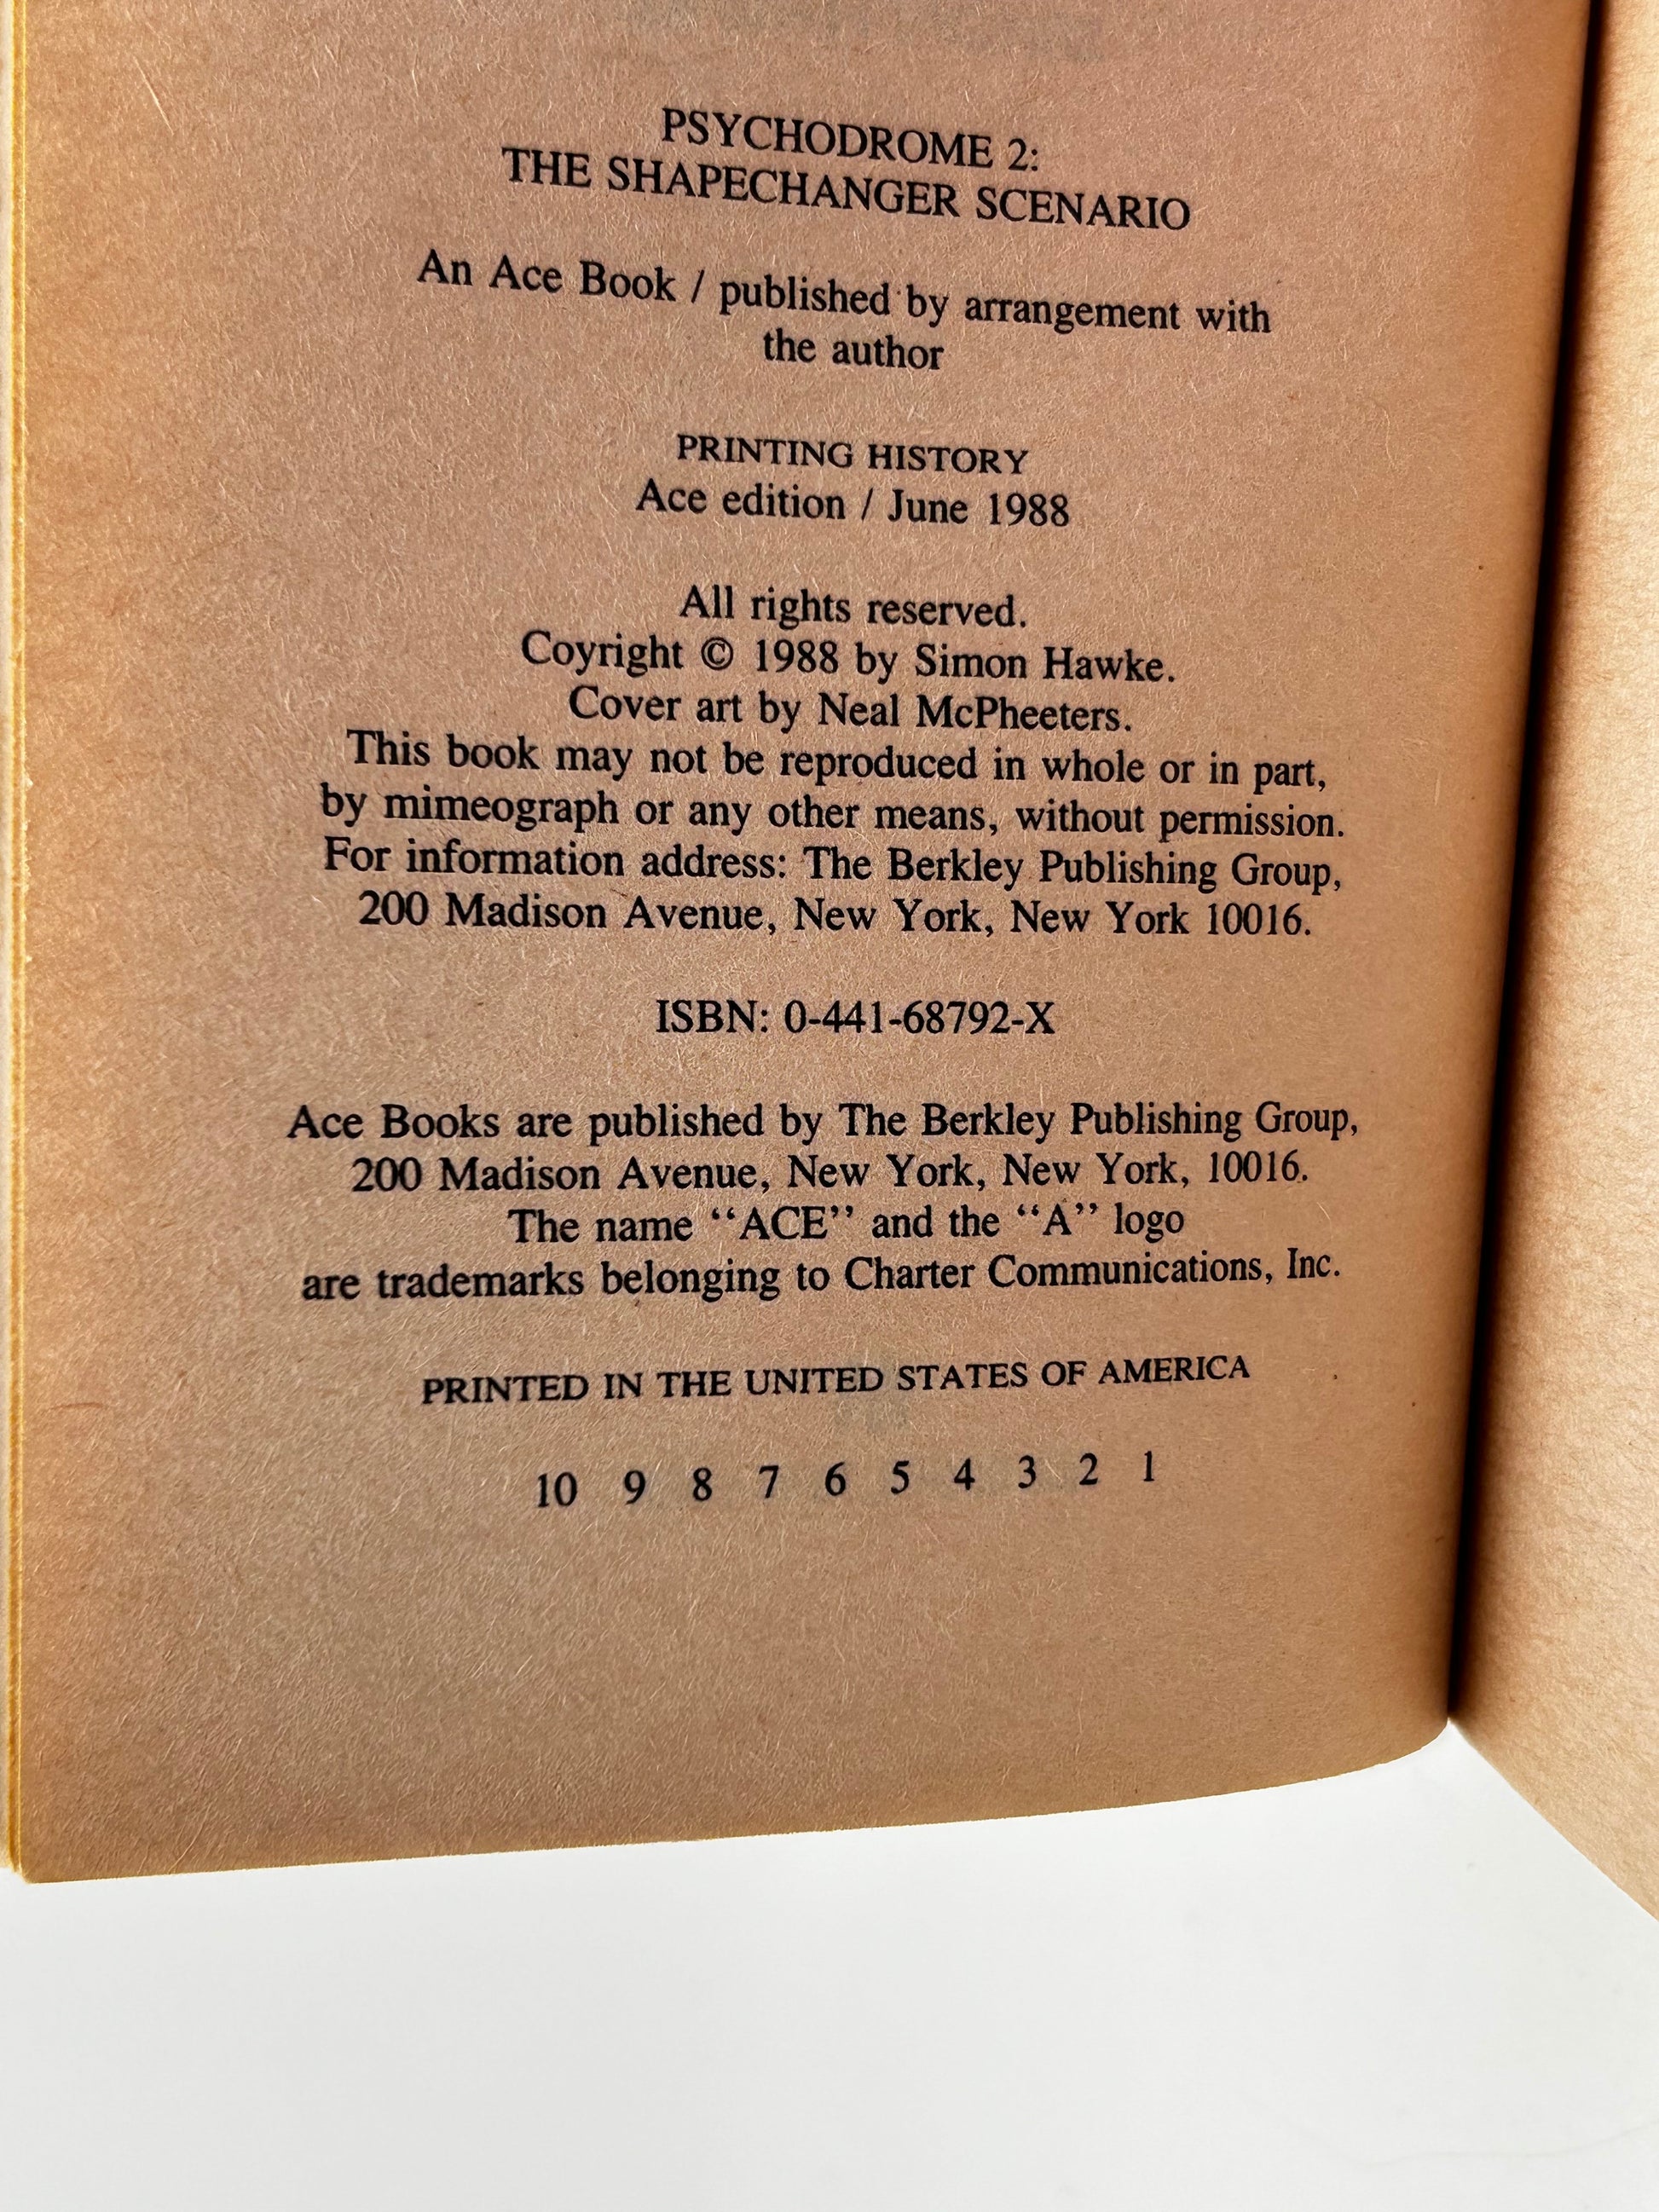 PSYCHODROME 2:
THE SHAPECHANGER SCENARIO
An Ace Book / published by arrangement with
the author
PRINTING HISTORY
Ace edition / June 1988
All rights reserved.
Coyright © 1988 by Simon Hawke.
Cover art by Neal McPheeters.
This book may not be reproduced in whole or in part,
by mimeograph or any other means, without permission.
For information address: The Berkley Publishing Group,
200 Madison Avenue, New York, New York 10016.
ISBN: 0-441-68792-X
Ace Books are published by The Berkley Publishing Group,
200 Madison Avenue, New York, New York, 10016.
The name ‘‘ACE’’ and the ‘‘A’’ logo
are trademarks belonging to Charter Communications, Inc.
PRINTED IN THE UNITED STATES OF AMERICA
10 9 8 7 6 5 4 3 2 1